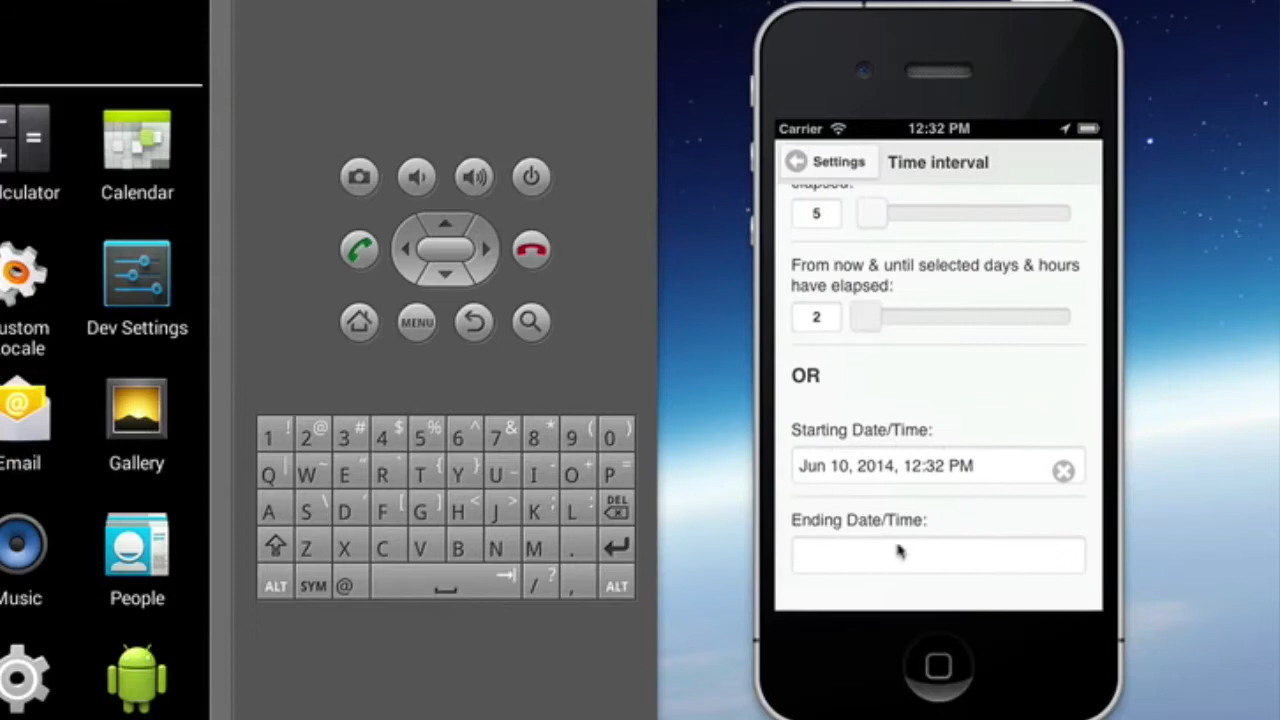 Calendar
lculator
Dev Settings
ustom
ocale
Email
Gallery
Music
People
MENU
1 ! 2 @ 3 # 4 $ 5 % 6 ^ 7 & 8 * 9 ( 0 )
Q | W ~ E " R ` T { Y } U _ I - O + P =
A S \ D ' F [ G ] H < J > K ; L : DEL
Z X C V B N M .
ALT SYM @ / ? , ALT
Carrier 12:32 PM
Settings Time interval
elapsed:
5
From now & until selected days & hours
have elapsed:
2
OR
Starting Date/Time:
Jun 10, 2014, 12:32 PM
Ending Date/Time: